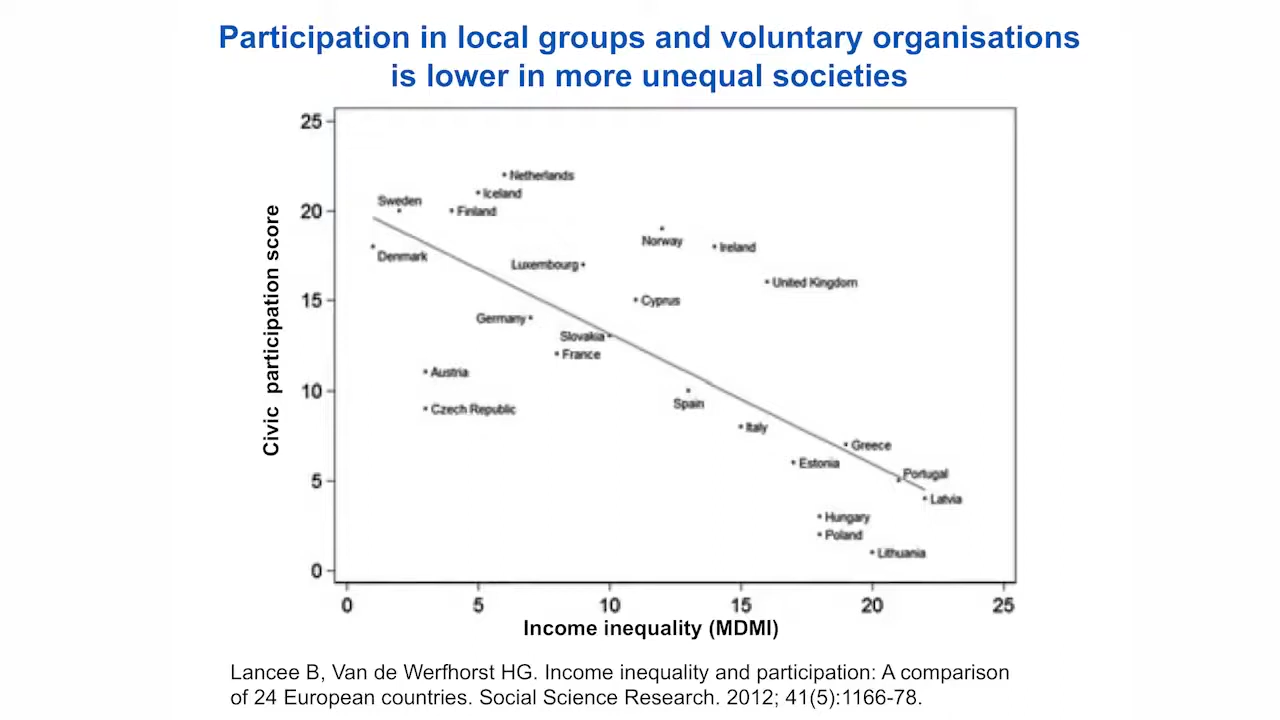 Participation in local groups and voluntary organisations
is lower in more unequal societies
25
20
15
10
5
0
Civic participation score
Netherlands
Iceland
Sweden
Finland
Norway
Ireland
Denmark
Luxembourg
United Kingdom
Cyprus
Germany
Slovakia
France
Austria
Spain
Czech Republic
Italy
Greece
Estonia
Portugal
Latvia
Hungary
Poland
Lithuania
0 5 10 15 20 25
Income inequality (MDMI)
Lancee B, Van de Werfhorst HG. Income inequality and participation: A comparison
of 24 European countries. Social Science Research. 2012; 41(5):1166-78.